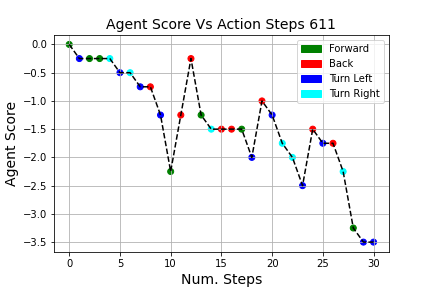 Agent Score Vs Action Steps 611
Agent Score
0.0
−0.5
−1.0
−1.5
−2.0
−2.5
−3.0
−3.5
Forward
Back
Turn Left
Turn Right
0 5 10 15 20 25 30
Num. Steps